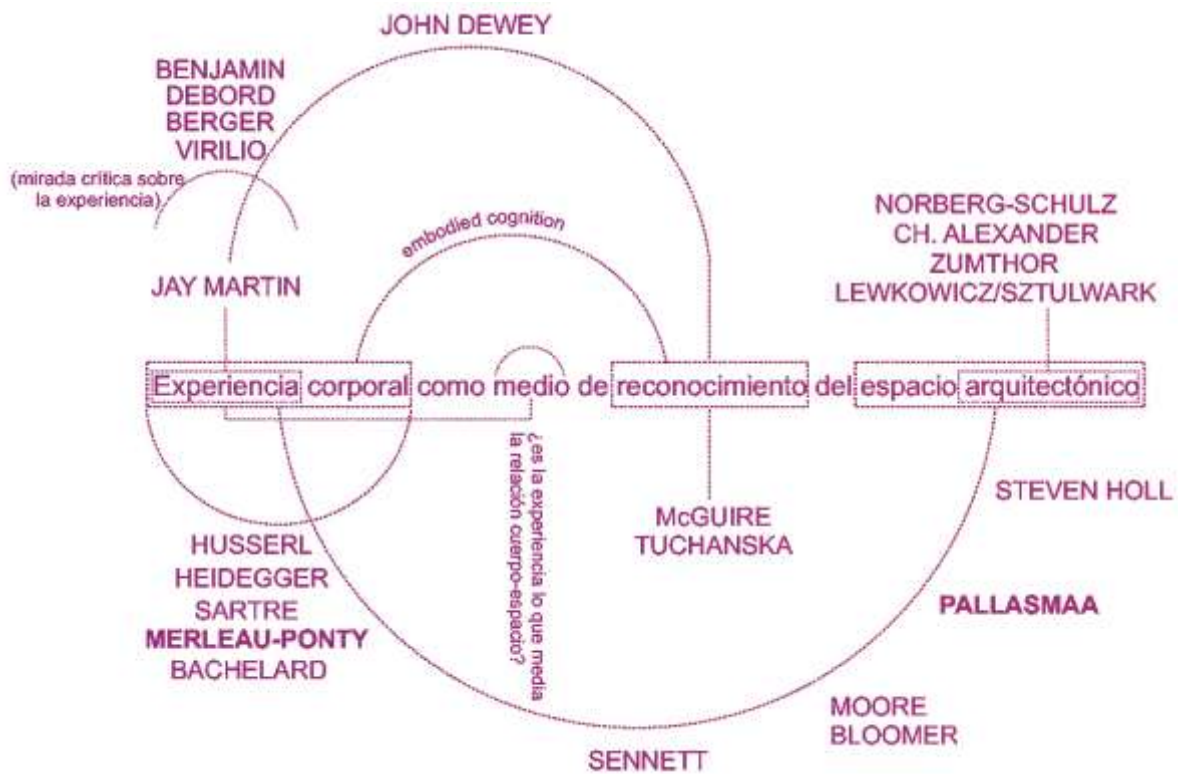 JOHN DEWEY
BENJAMIN
DEBORD
BERGER
VIRILIO
(mirada crítica sobre
la experiencia)
embodied cognition
NORBERG-SCHULZ
CH. ALEXANDER
ZUMTHOR
LEWKOWICZ/SZTULWARK
JAY MARTIN
Experiencia corporal como medio de reconocimiento del espacio arquitectónico
¿es la experiencia lo que media
la relación cuerpo-espacio?
STEVEN HOLL
McGUIRE
TUCHANSKA
HUSSERL
HEIDEGGER
SARTRE
MERLEAU-PONTY
BACHELARD
PALLASMAA
MOORE
BLOOMER
SENNETT